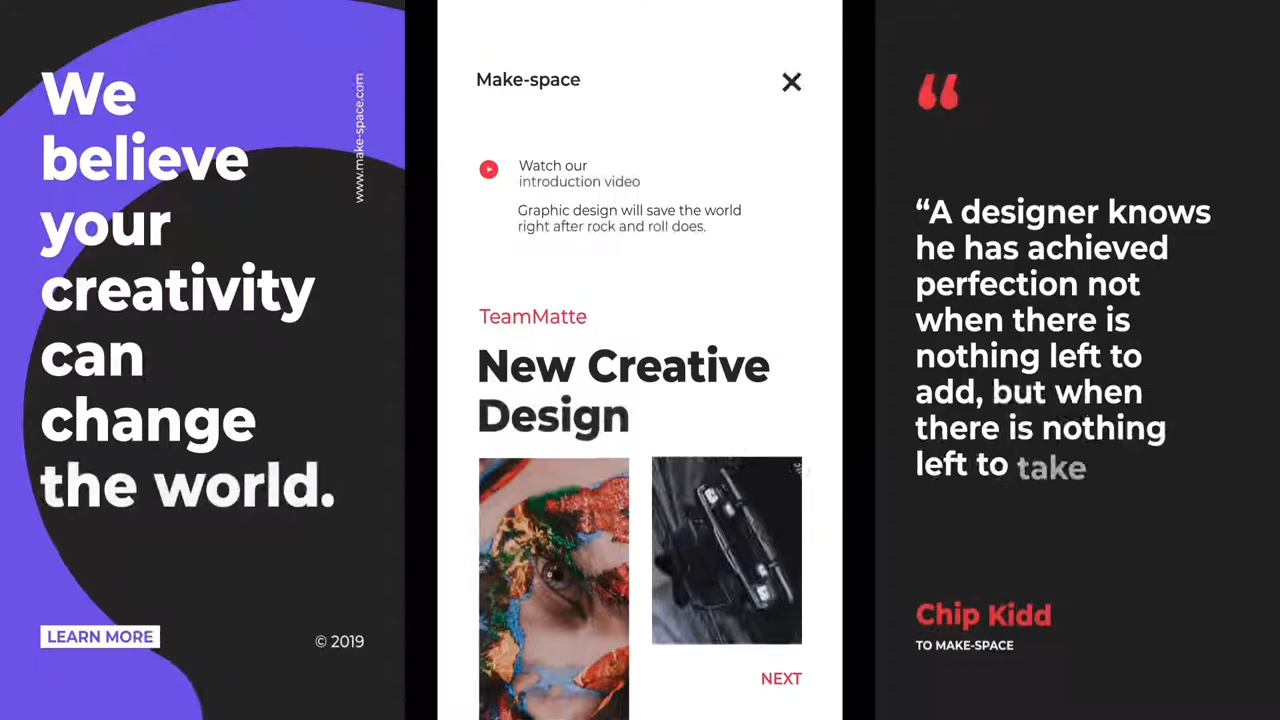 We
believe
your
creativity
can
change
the world.
www.make-space.com
LEARN MORE
© 2019
Make-space
Watch our
introduction video
Graphic design will save the world
right after rock and roll does.
TeamMatte
New Creative
Design
NEXT
“
“A designer knows
he has achieved
perfection not
when there is
nothing left to
add, but when
there is nothing
left to take
Chip Kidd
TO MAKE-SPACE